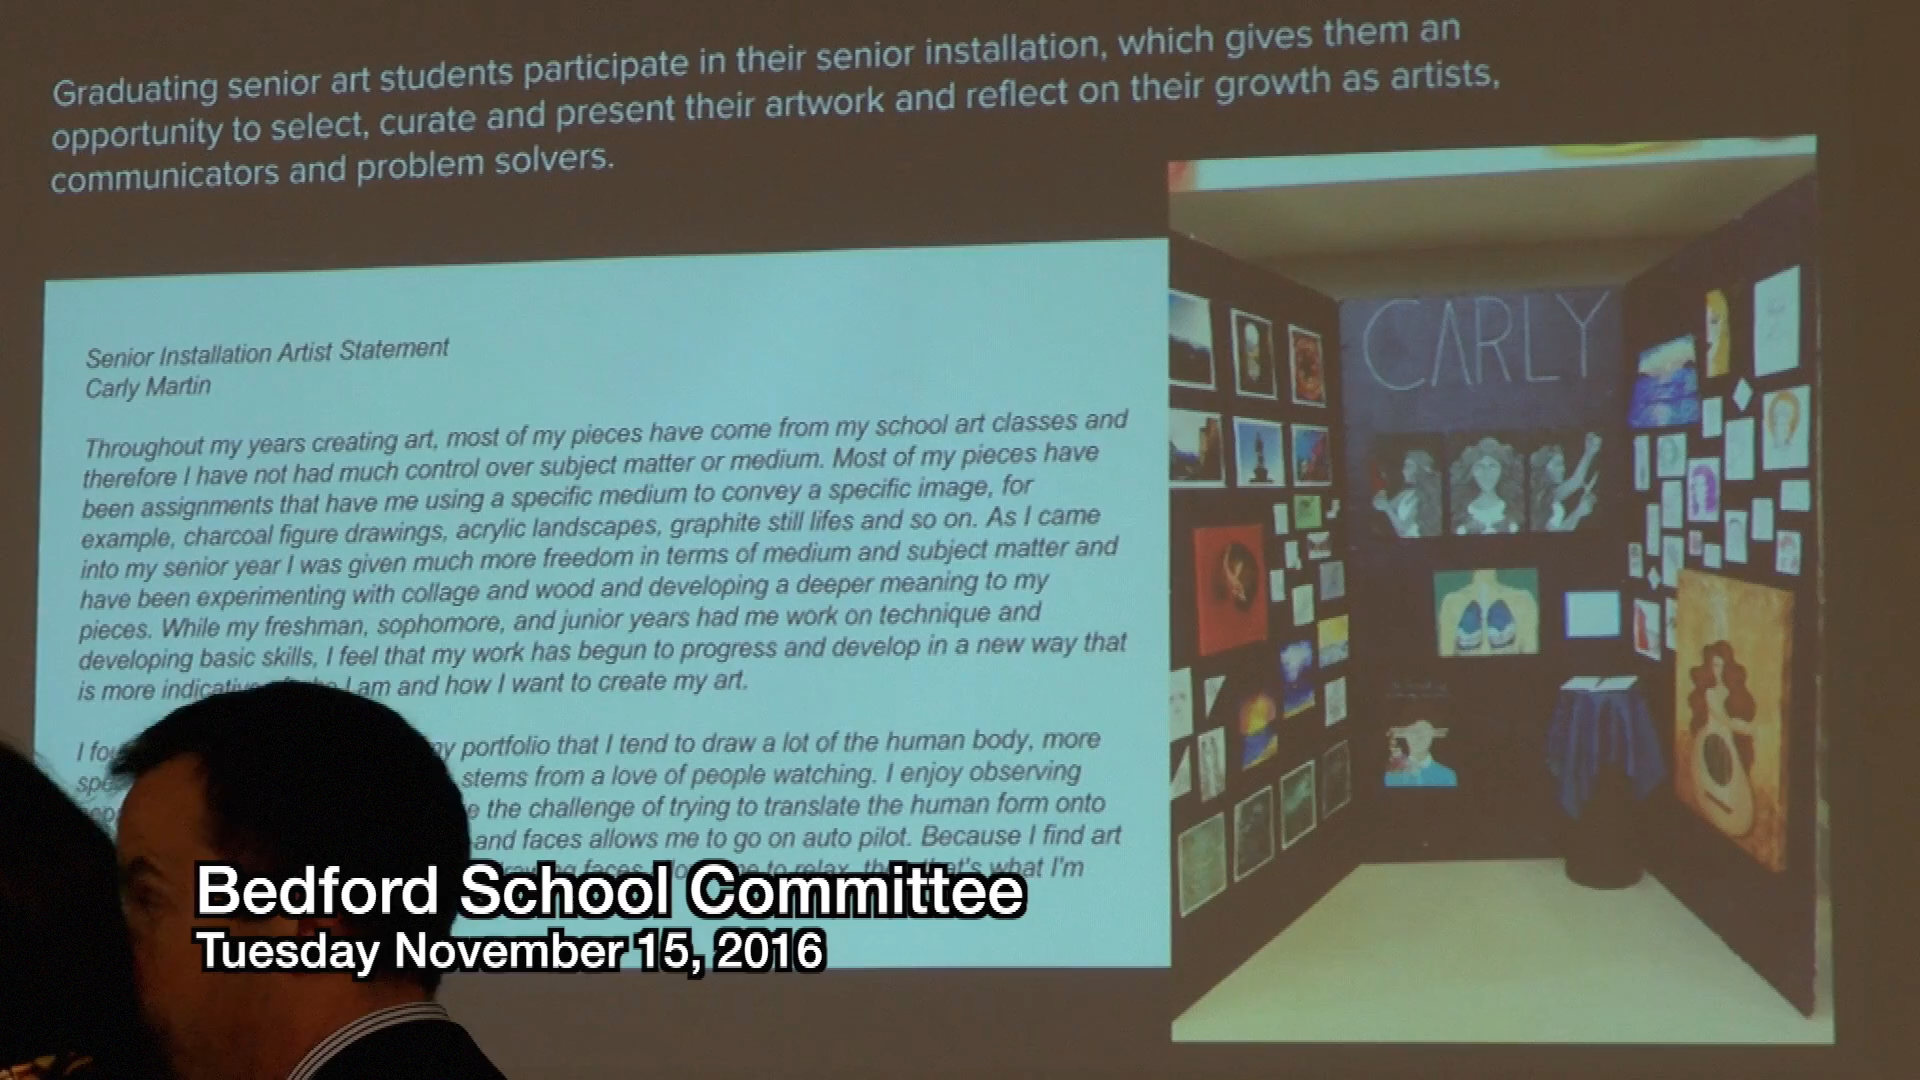 Graduating senior art students participate in their senior installation, which gives them an
opportunity to select, curate and present their artwork and reflect on their growth as artists,
communicators and problem solvers.
CARLY
Senior Installation Artist Statement
Carly Martin
Throughout my years creating art, most of my pieces have come from my school art classes and
therefore I have not had much control over subject matter or medium. Most of my pieces have
been assignments that have me using a specific medium to convey a specific image, for
example, charcoal figure drawings, acrylic landscapes, graphite still lifes and so on. As I came
into my senior year I was given much more freedom in terms of medium and subject matter and
have been experimenting with collage and wood and developing a deeper meaning to my
pieces. While my freshman, sophomore, and junior years had me work on technique and
developing basic skills, I feel that my work has begun to progress and develop in a new way that
is more I am and how I want to create my art.
I my portfolio that I tend to draw a lot of the human body, more
stems from a love of people watching. I enjoy observing
the challenge of trying to translate the human form onto
and faces allows me to go on auto pilot. Because I find art
faces me to relax, that's what I'm
Bedford School Committee
Tuesday November 15, 2016